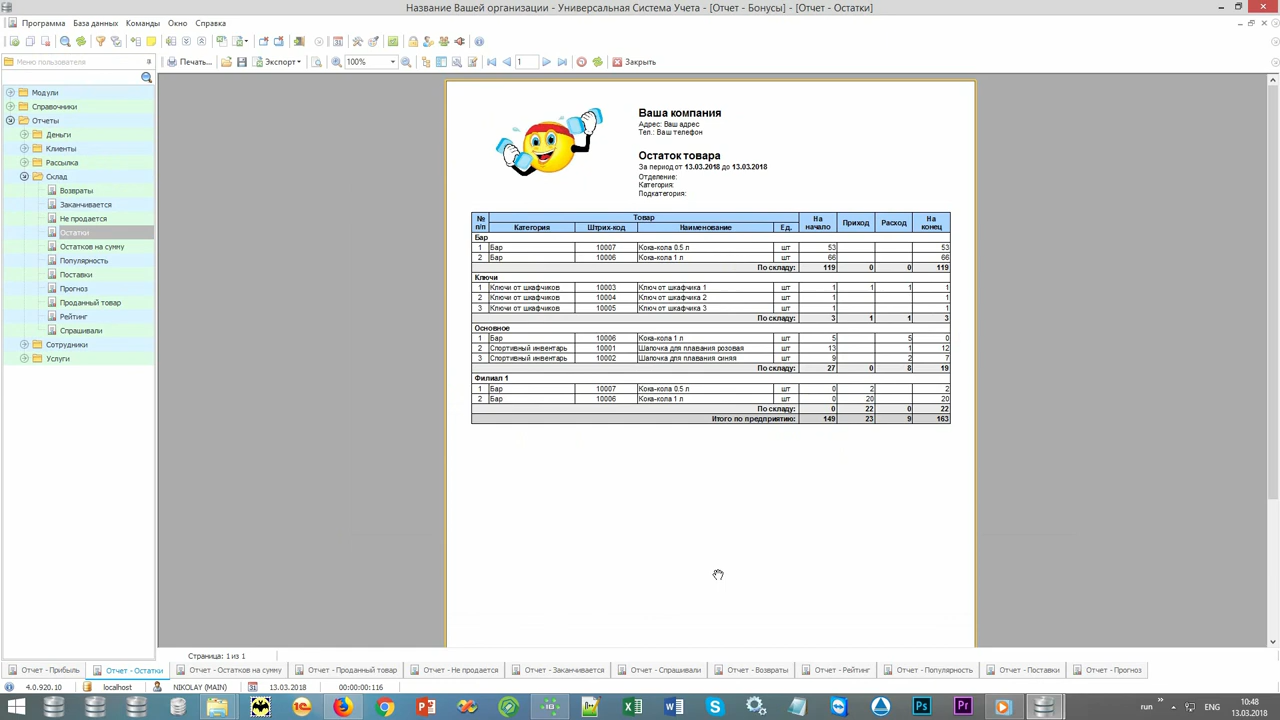 Название Вашей организации - Универсальная Система Учета - [Отчет - Бонусы] - [Отчет - Остатки]
Программа База данных Команды Окно Справка
Печать... Экспорт 100% 1 Закрыть
Меню пользователя
Модули
Справочники
Отчеты
Деньги
Клиенты
Рассылка
Склад
Возвраты
Заканчивается
Не продается
Остатки
Остатков на сумму
Популярность
Поставки
Прогноз
Проданный товар
Рейтинг
Спрашивали
Сотрудники
Услуги
Ваша компания
Адрес: Ваш адрес
Тел.: Ваш телефон
Остаток товара
За период от 13.03.2018 до 13.03.2018
Отделение:
Категория:
Подкатегория:
№ п/п Товар На начало Приход Расход На конец
Категория Штрих-код Наименование Ед.
Бар
1 Бар 10007 Кока-кола 0.5 л шт 53 53
2 Бар 10006 Кока-кола 1 л шт 66 66
По складу: 119 0 0 119
Ключи
1 Ключи от шкафчиков 10003 Ключ от шкафчика 1 шт 1 1 1 1
2 Ключи от шкафчиков 10004 Ключ от шкафчика 2 шт 1 1
3 Ключи от шкафчиков 10005 Ключ от шкафчика 3 шт 1 1
По складу: 3 1 1 3
Основное
1 Бар 10006 Кока-кола 1 л шт 5 5 0
2 Спортивный инвентарь 10001 Шапочка для плавания розовая шт 13 1 12
3 Спортивный инвентарь 10002 Шапочка для плавания синяя шт 9 2 7
По складу: 27 0 8 19
Филиал 1
1 Бар 10007 Кока-кола 0.5 л шт 0 2 2
2 Бар 10006 Кока-кола 1 л шт 0 20 20
По складу: 0 22 0 22
Итого по предприятию: 149 23 9 163
Страница: 1 из 1
Отчет - Прибыль Отчет - Остатки Отчет - Остатков на сумму Отчет - Проданный товар Отчет - Не продается Отчет - Заканчивается Отчет - Спрашивали Отчет - Возвраты Отчет - Рейтинг Отчет - Популярность Отчет - Поставки Отчет - Прогноз
4.0.920.10 localhost NIKOLAY (MAIN) 13.03.2018 00:00:00:116
run ENG 10:48
13.03.2018